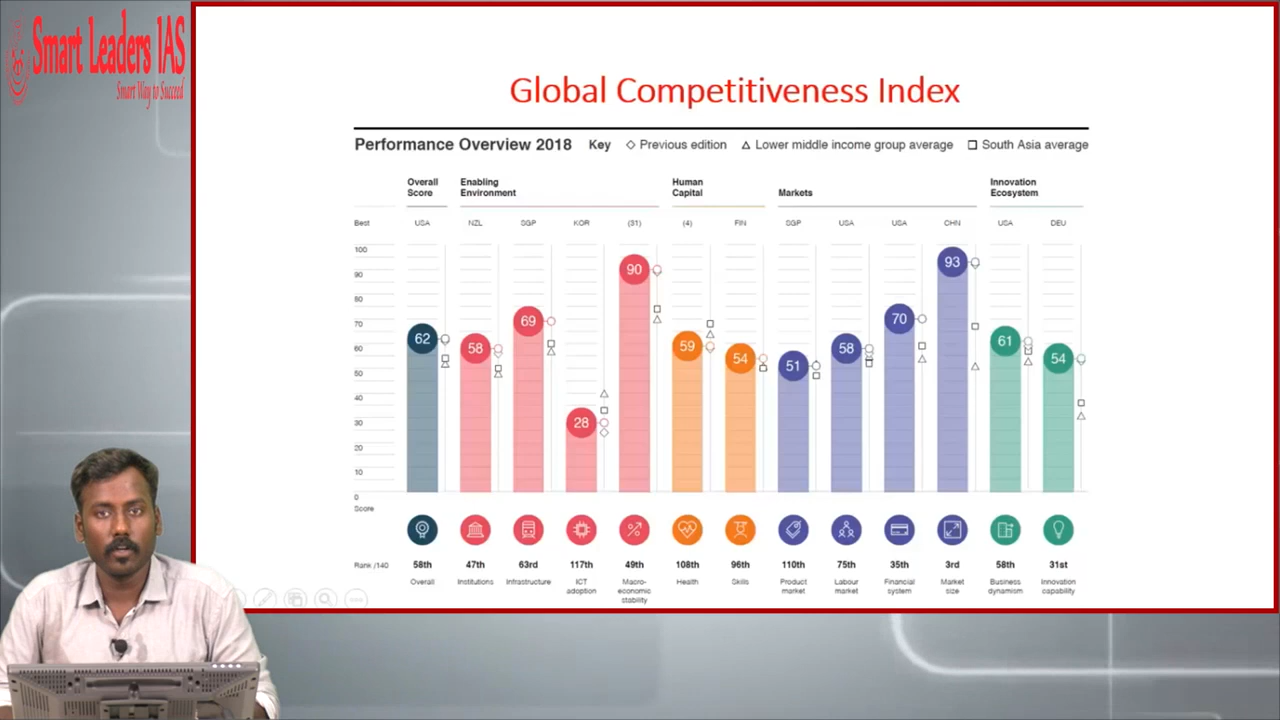 Smart Leaders IAS
Smart Way to Succeed
Global Competitiveness Index
Performance Overview 2018 Key ◇ Previous edition △ Lower middle income group average □ South Asia average
Overall Score
Enabling Environment
Human Capital
Markets
Innovation Ecosystem
Best USA NZL SGP KOR (31) (4) FIN SGP USA USA CHN USA DEU
100
90
80
70
60
50
40
30
20
10
0
Score
62 58 69 28 90 59 54 51 58 70 93 61 54
Rank /140 58th 47th 63rd 117th 49th 108th 96th 110th 75th 35th 3rd 58th 31st
Overall
Institutions
Infrastructure
ICT adoption
Macro-economic stability
Health
Skills
Product market
Labour market
Financial system
Market size
Business dynamism
Innovation capability